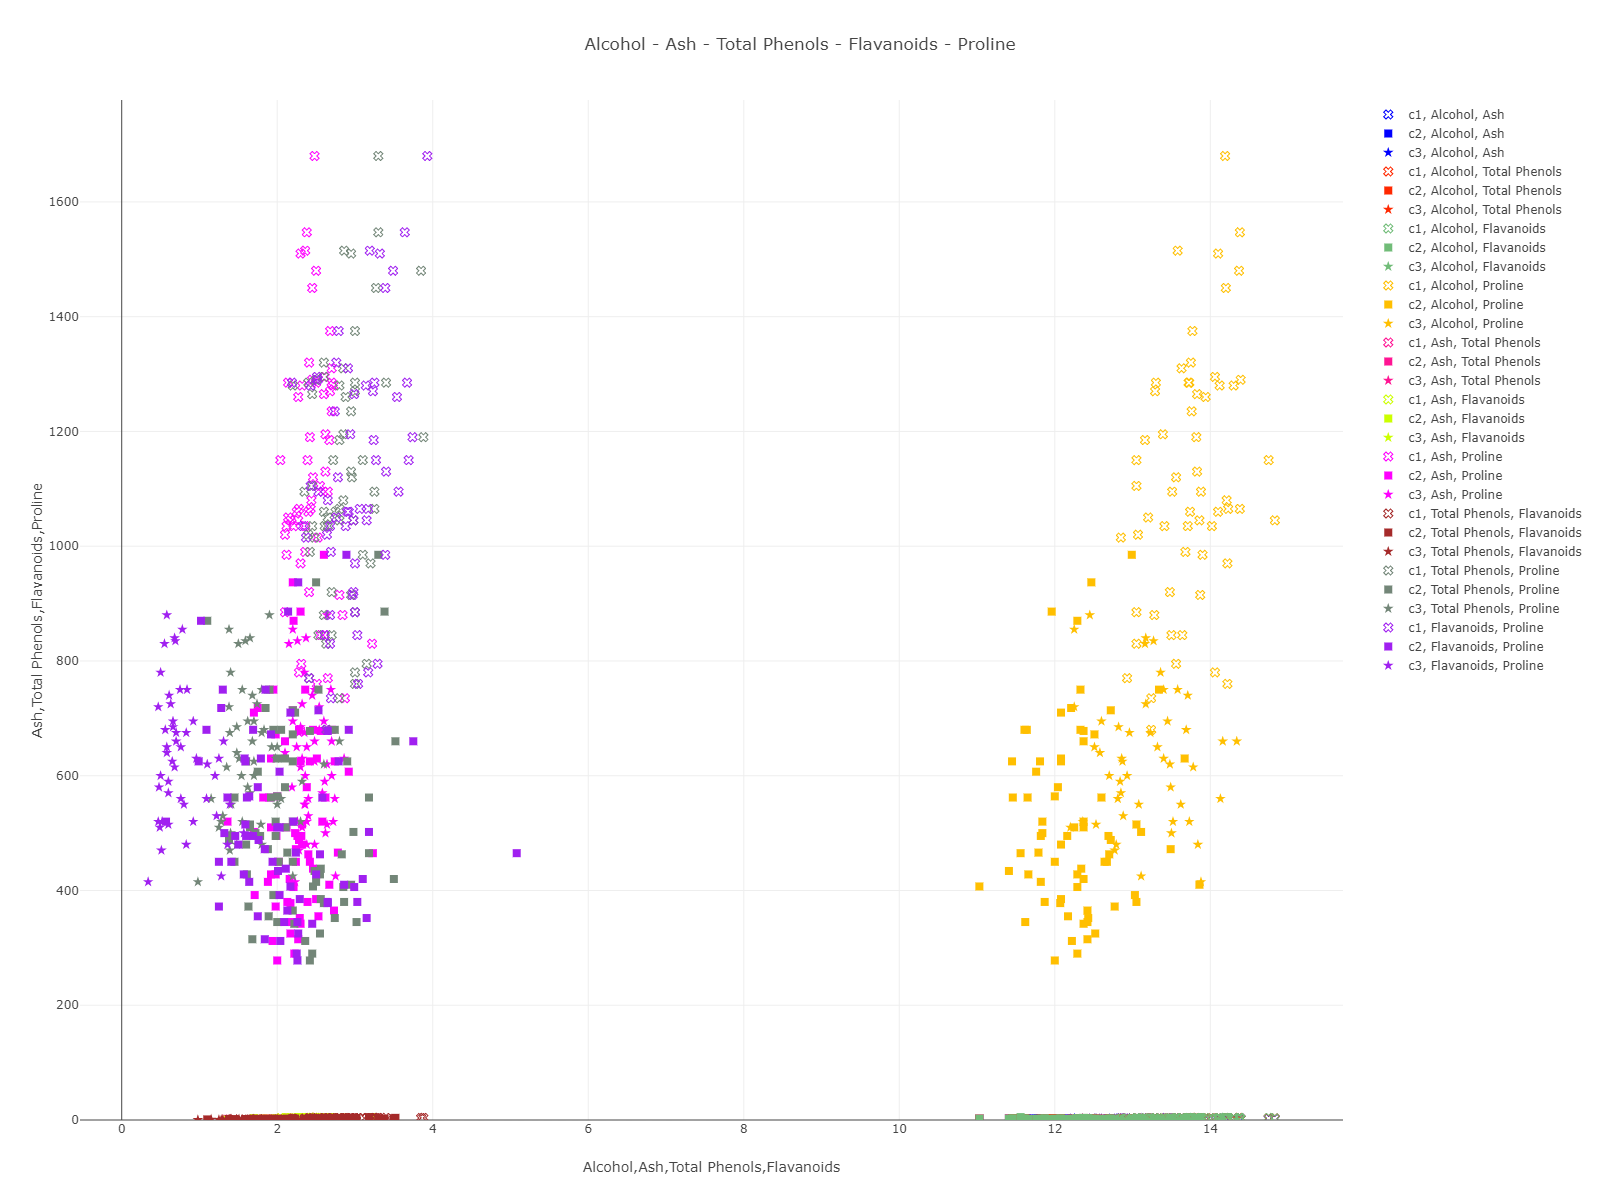 Alcohol - Ash - Total Phenols - Flavanoids - Proline
c1, Alcohol, Ash
c2, Alcohol, Ash
c3, Alcohol, Ash
c1, Alcohol, Total Phenols
c2, Alcohol, Total Phenols
c3, Alcohol, Total Phenols
c1, Alcohol, Flavanoids
c2, Alcohol, Flavanoids
c3, Alcohol, Flavanoids
c1, Alcohol, Proline
c2, Alcohol, Proline
c3, Alcohol, Proline
c1, Ash, Total Phenols
c2, Ash, Total Phenols
c3, Ash, Total Phenols
c1, Ash, Flavanoids
c2, Ash, Flavanoids
c3, Ash, Flavanoids
c1, Ash, Proline
c2, Ash, Proline
c3, Ash, Proline
c1, Total Phenols, Flavanoids
c2, Total Phenols, Flavanoids
c3, Total Phenols, Flavanoids
c1, Total Phenols, Proline
c2, Total Phenols, Proline
c3, Total Phenols, Proline
c1, Flavanoids, Proline
c2, Flavanoids, Proline
c3, Flavanoids, Proline
Ash,Total Phenols,Flavanoids,Proline
1600
1400
1200
1000
800
600
400
200
0
0 2 4 6 8 10 12 14
Alcohol,Ash,Total Phenols,Flavanoids